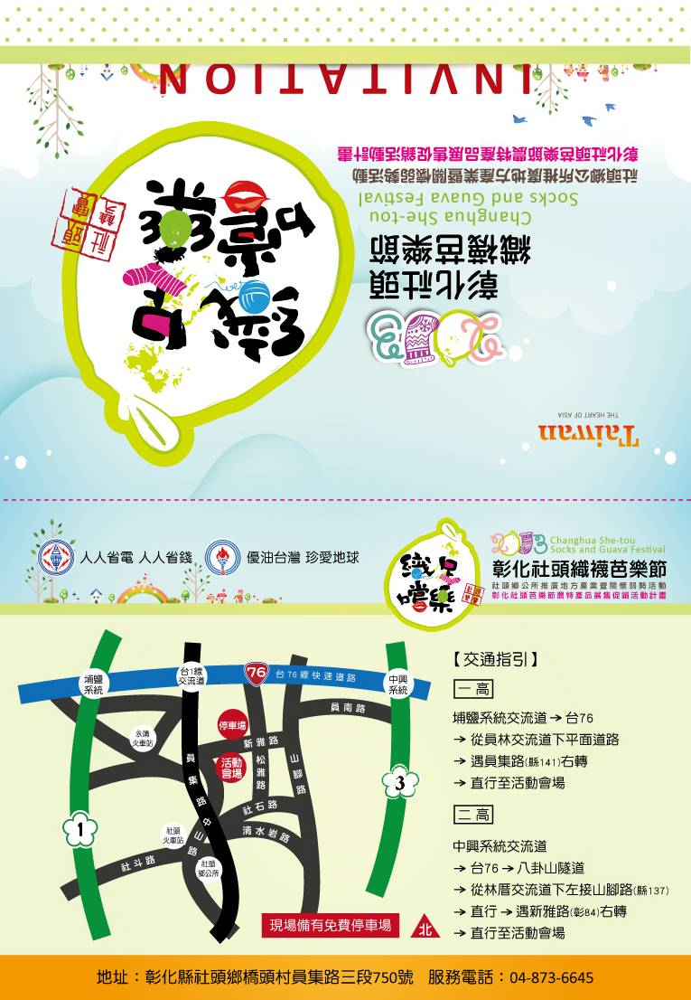 INVITATION
彰化社頭芭樂節農特產品展售促銷活動計畫
社頭鄉公所推廣地方產業暨關懷弱勢活動
Changhua She-tou
Socks and Guava Festival
彰化社頭
織襪芭樂節
2013
織足
嚐樂
社頭
雙寶
Taiwan
THE HEART OF ASIA
人人省電 人人省錢
優油台灣 珍愛地球
織足
嚐樂
2013
Changhua She-tou
Socks and Guava Festival
彰化社頭織襪芭樂節
社頭鄉公所推廣地方產業暨關懷弱勢活動
彰化社頭芭樂節農特產品展售促銷活動計畫
埔鹽
系統
台1線
交流道
76
台76線快速道路
中興
系統
員南路
永靖
火車站
停車場
新雅路
活動
會場
松雅路
山腳路
員集路
3
1
社石路
清水岩路
社頭
火車站
中山路
社斗路
社頭
鄉公所
現場備有免費停車場
北
【交通指引】
一高
埔鹽系統交流道→台76
→從員林交流道下平面道路
→遇員集路(縣141)右轉
→直行至活動會場
二高
中興系統交流道
→台76→八卦山隧道
→從林厝交流道下左接山腳路(縣137)
→直行→遇新雅路(彰84)右轉
→直行至活動會場
地址：彰化縣社頭鄉橋頭村員集路三段750號 服務電話：04-873-6645